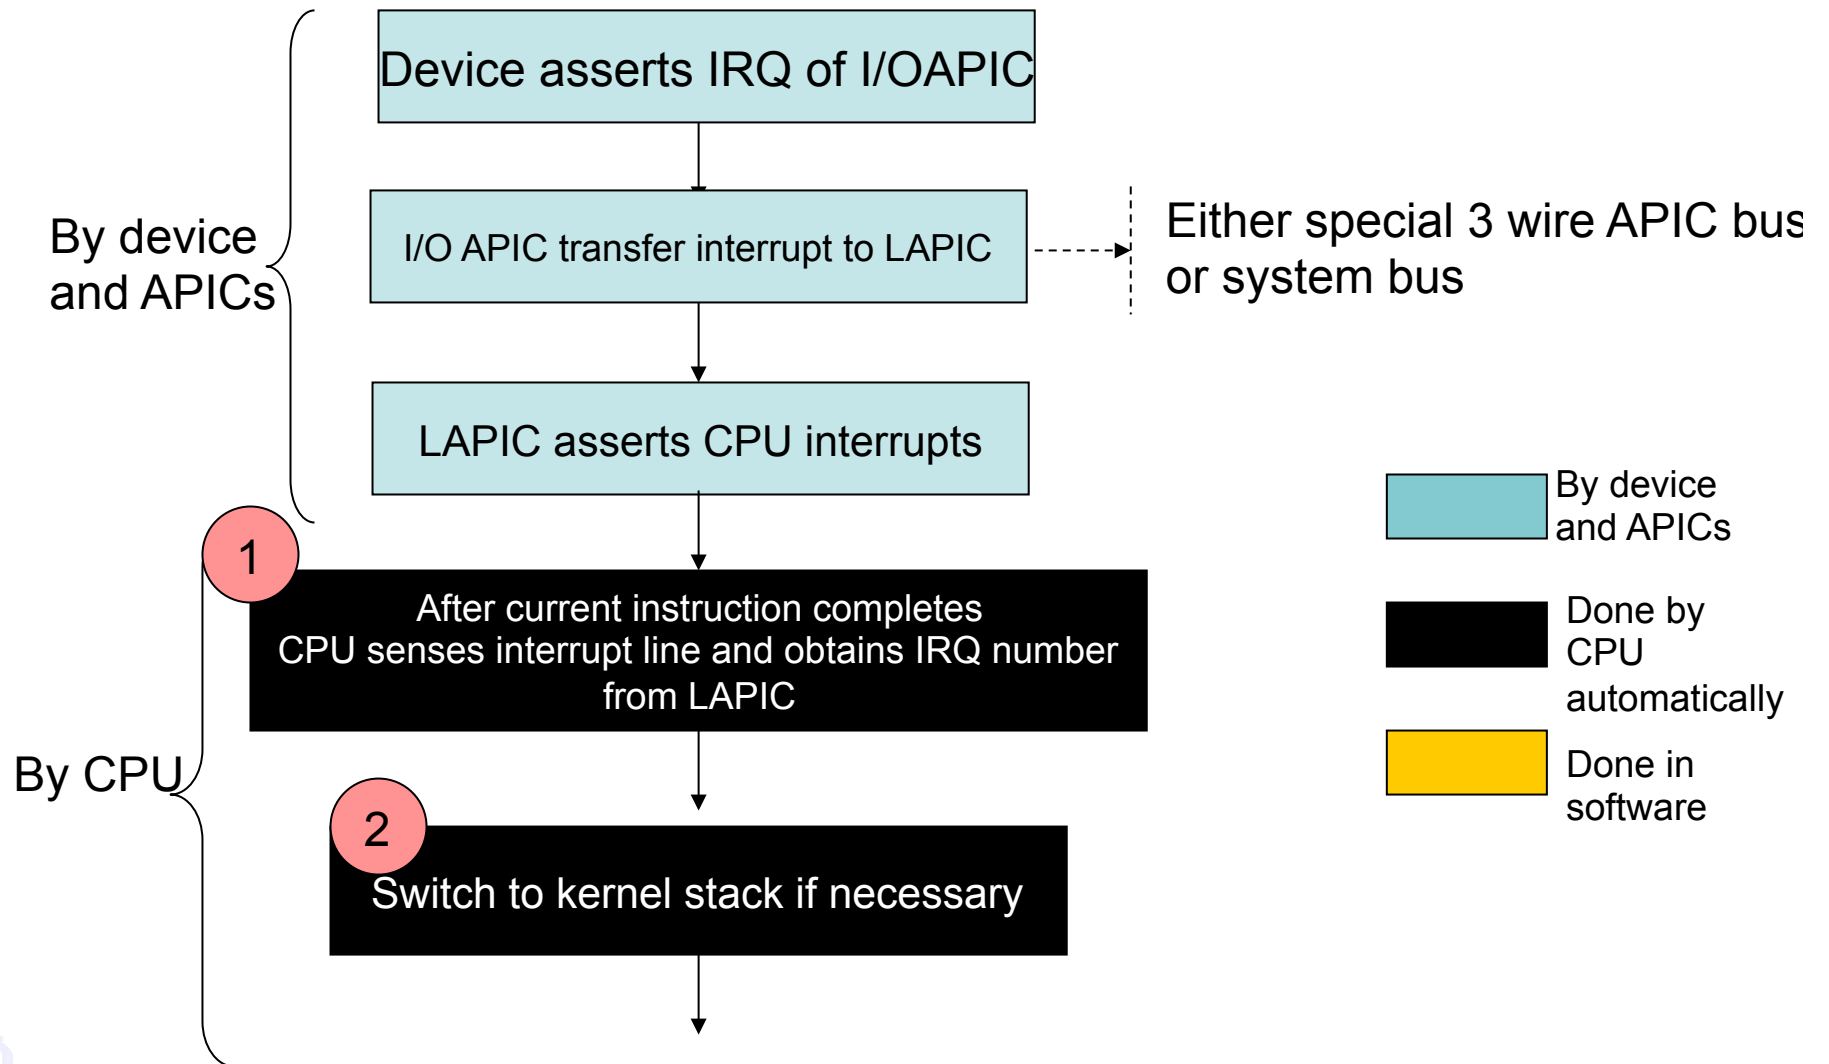 Device asserts IRQ of I/OAPIC
By device
and APICs
I/O APIC transfer interrupt to LAPIC
Either special 3 wire APIC bus
or system bus
LAPIC asserts CPU interrupts
1
After current instruction completes
CPU senses interrupt line and obtains IRQ number
from LAPIC
By CPU
2
Switch to kernel stack if necessary
By device
and APICs
Done by
CPU
automatically
Done in
software